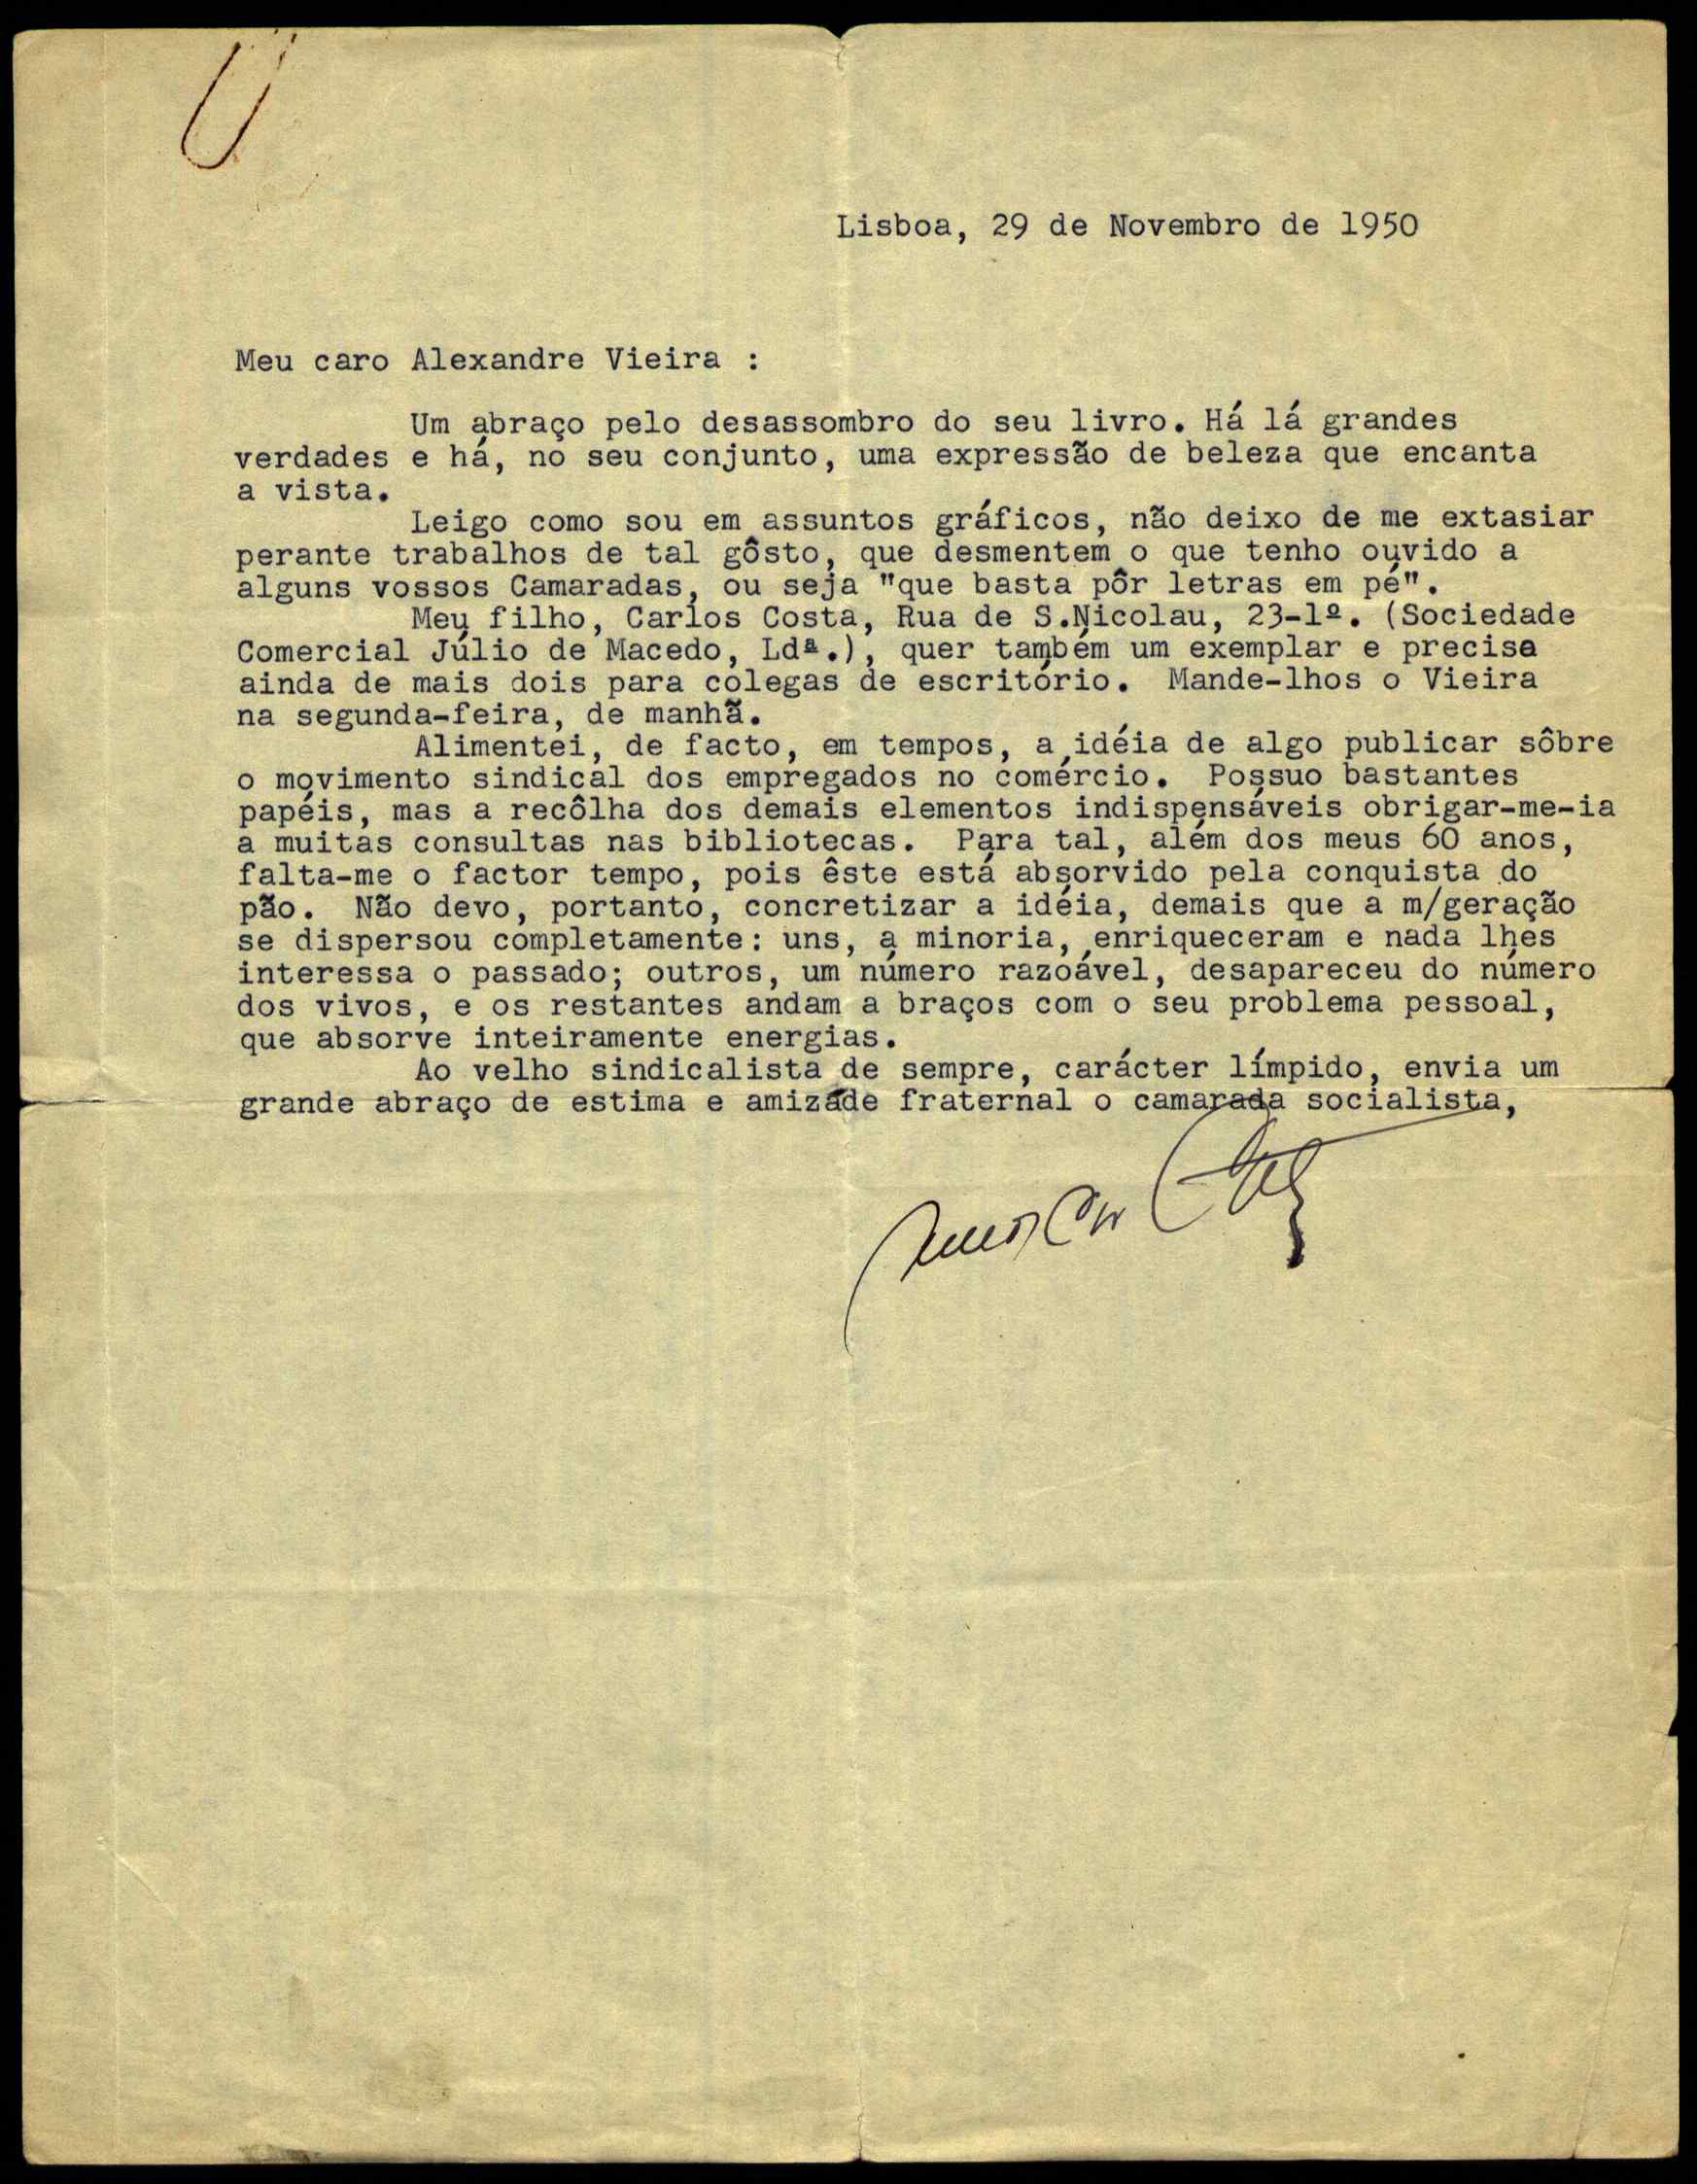 Lisboa, 29 de Novembro de 1950
Meu caro Alexandre Vieira :
Um abraço pelo desassombro do seu livro. Há lá grandes
verdades e há, no seu conjunto, uma expressão de beleza que encanta
a vista.
Leigo como sou em assuntos gráficos, não deixo de me extasiar
perante trabalhos de tal gôsto, que desmentem o que tenho ouvido a
alguns vossos Camaradas, ou seja "que basta pôr letras em pé".
Meu filho, Carlos Costa, Rua de S.Nicolau, 23-1º. (Sociedade
Comercial Júlio de Macedo, Ldª.), quer também um exemplar e precisa
ainda de mais dois para colegas de escritório. Mande-lhos o Vieira
na segunda-feira, de manhã.
Alimentei, de facto, em tempos, a idéia de algo publicar sôbre
o movimento sindical dos empregados no comércio. Possuo bastantes
papéis, mas a recôlha dos demais elementos indispensáveis obrigar-me-ia
a muitas consultas nas bibliotecas. Para tal, além dos meus 60 anos,
falta-me o factor tempo, pois êste está absorvido pela conquista do
pão. Não devo, portanto, concretizar a idéia, demais que a m/geração
se dispersou completamente: uns, a minoria, enriqueceram e nada lhes
interessa o passado; outros, um número razoável, desapareceu do número
dos vivos, e os restantes andam a braços com o seu problema pessoal,
que absorve inteiramente energias.
Ao velho sindicalista de sempre, carácter límpido, envia um
grande abraço de estima e amizade fraternal o camarada socialista,